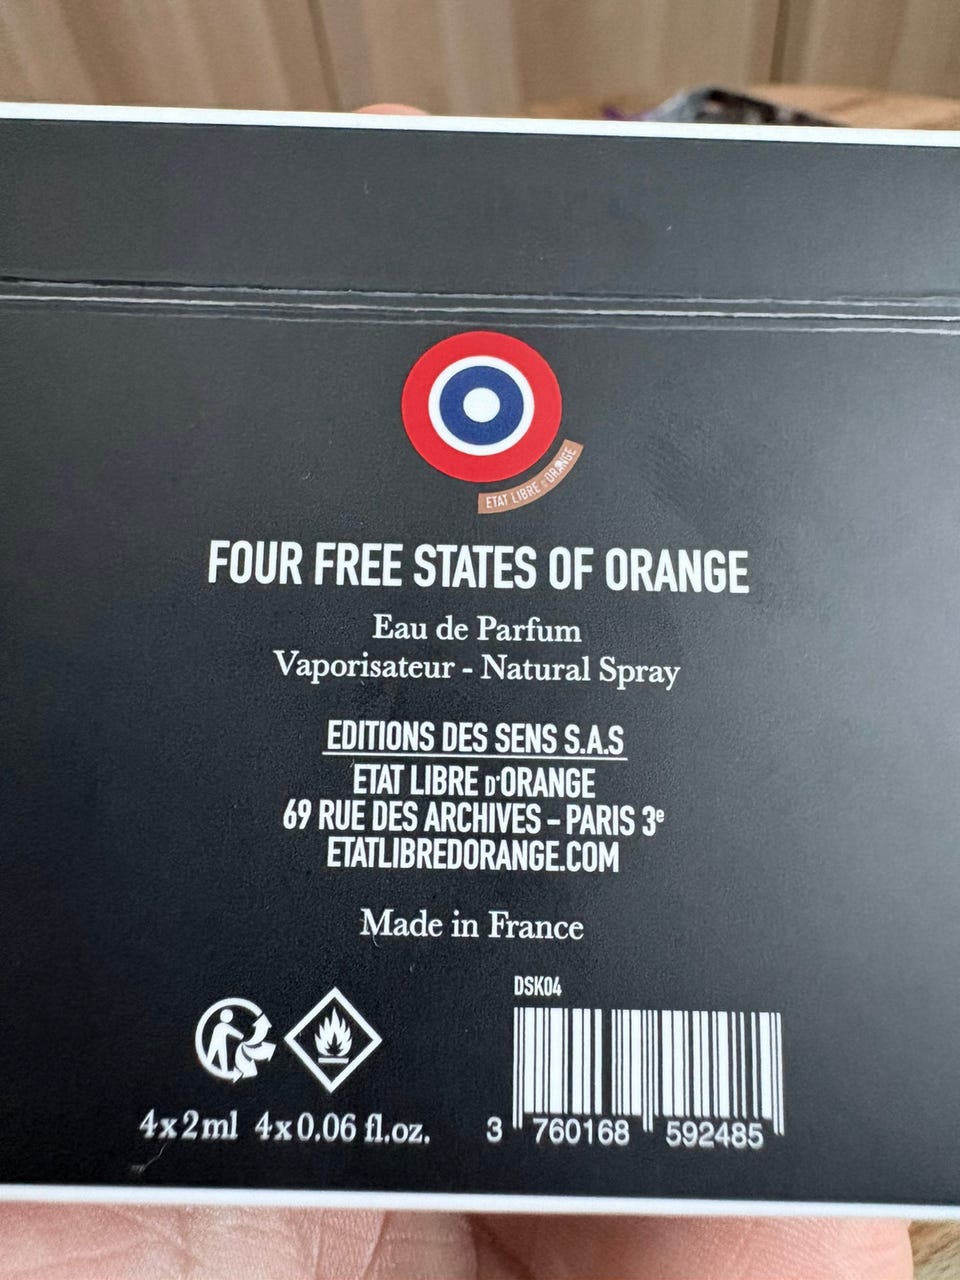 ETAT LIBRE D'ORANGE
FOUR FREE STATES OF ORANGE
Eau de Parfum
Vaporisateur - Natural Spray
EDITIONS DES SENS S.A.S
ETAT LIBRE D'ORANGE
69 RUE DES ARCHIVES - PARIS 3e
ETATLIBREDORANGE.COM
Made in France
DSK04
4x2ml 4x0.06 fl.oz.
3 760168 592485